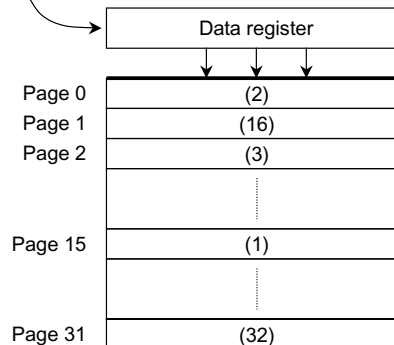 Data register
Page 0 (2)
Page 1 (16)
Page 2 (3)
Page 15 (1)
Page 31 (32)